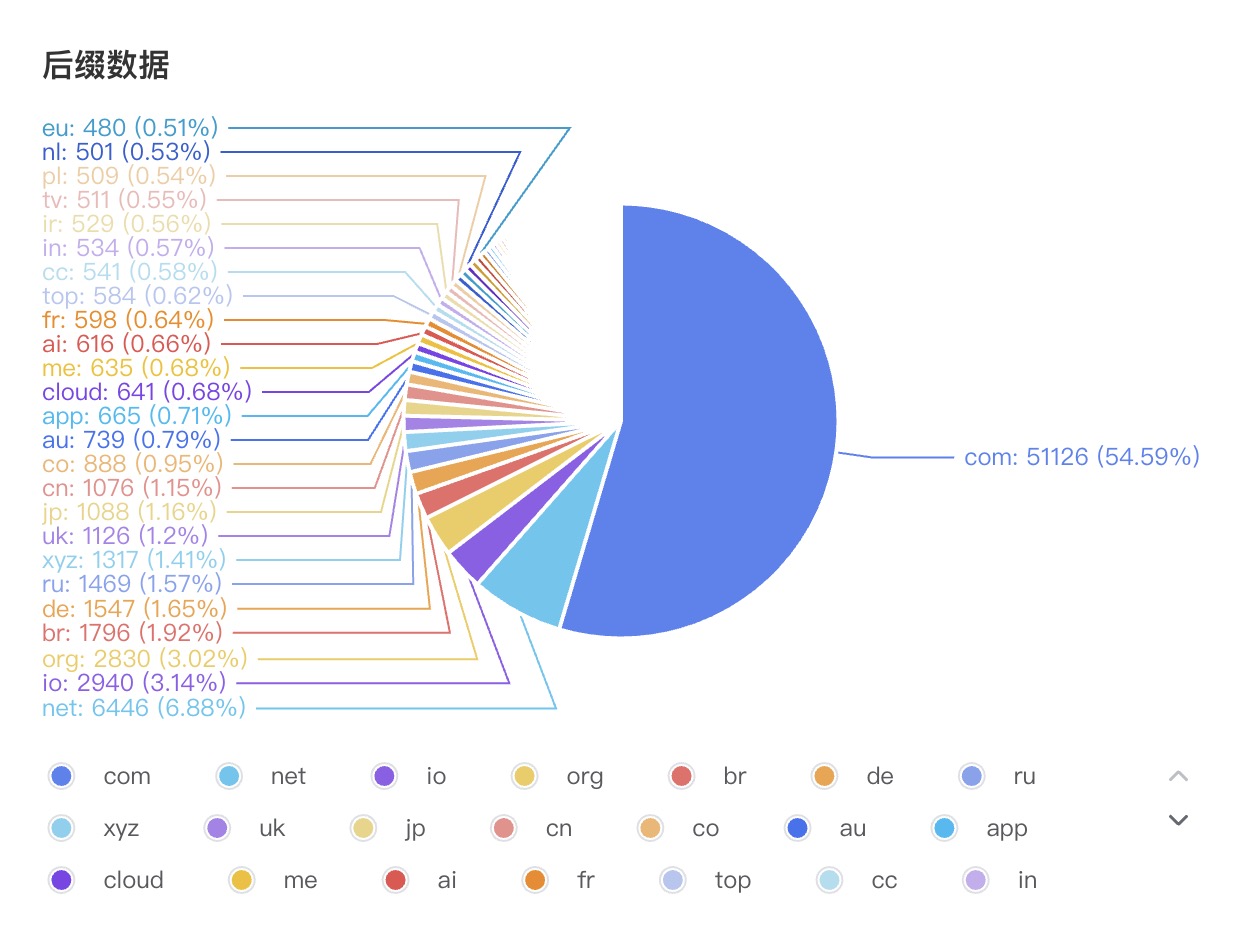 后缀数据
eu: 480 (0.51%)
nl: 501 (0.53%)
pl: 509 (0.54%)
tv: 511 (0.55%)
ir: 529 (0.56%)
in: 534 (0.57%)
cc: 541 (0.58%)
top: 584 (0.62%)
fr: 598 (0.64%)
ai: 616 (0.66%)
me: 635 (0.68%)
cloud: 641 (0.68%)
app: 665 (0.71%)
au: 739 (0.79%)
co: 888 (0.95%)
cn: 1076 (1.15%)
jp: 1088 (1.16%)
uk: 1126 (1.2%)
xyz: 1317 (1.41%)
ru: 1469 (1.57%)
de: 1547 (1.65%)
br: 1796 (1.92%)
org: 2830 (3.02%)
io: 2940 (3.14%)
net: 6446 (6.88%)
com: 51126 (54.59%)
com net io org br de ru
xyz uk jp cn co au app
cloud me ai fr top cc in